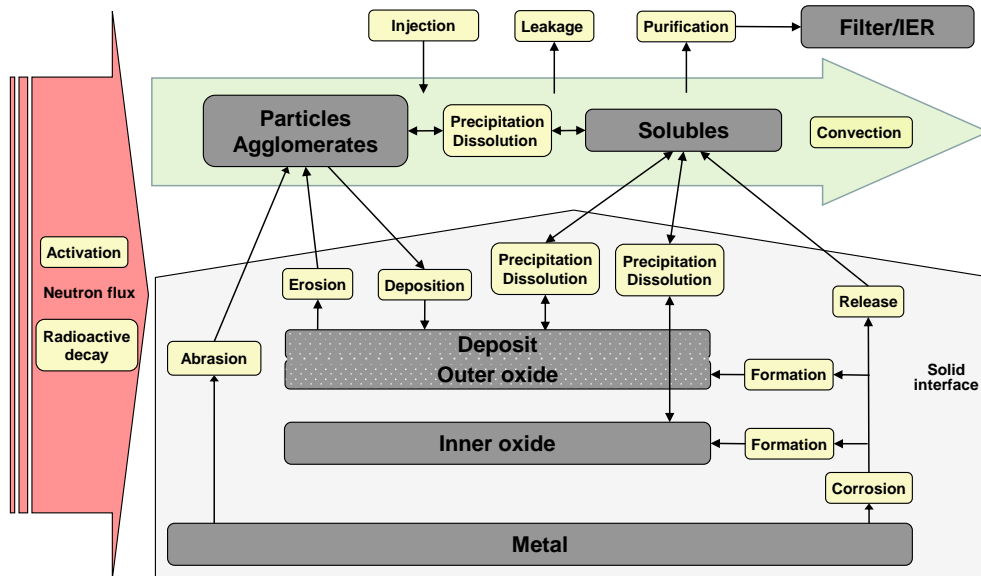 Injection
Leakage
Purification
Filter/IER
Particles
Agglomerates
Precipitation
Dissolution
Solubles
Convection
Activation
Neutron flux
Radioactive
decay
Abrasion
Erosion
Deposition
Precipitation
Dissolution
Precipitation
Dissolution
Release
Deposit
Outer oxide
Formation
Solid
interface
Inner oxide
Formation
Corrosion
Metal